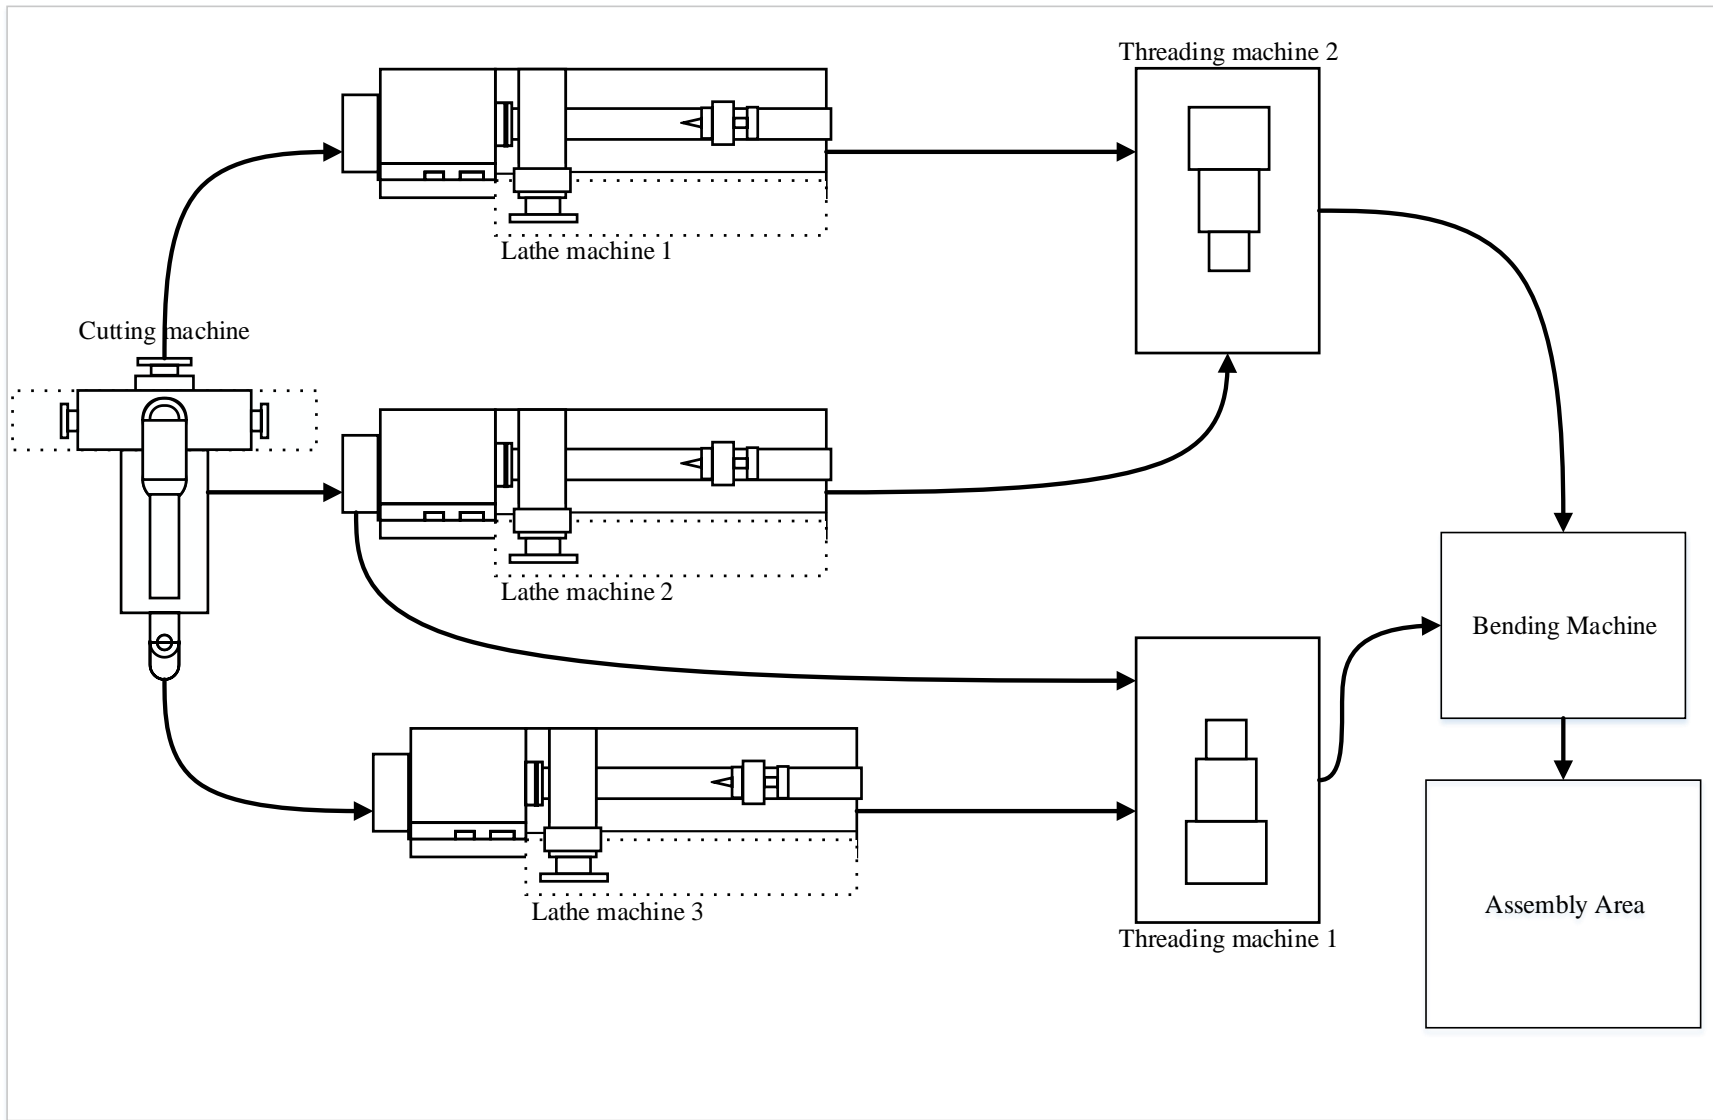 Threading machine 2
Lathe machine 1
Cutting machine
Lathe machine 2
Bending Machine
Lathe machine 3
Assembly Area
Threading machine 1